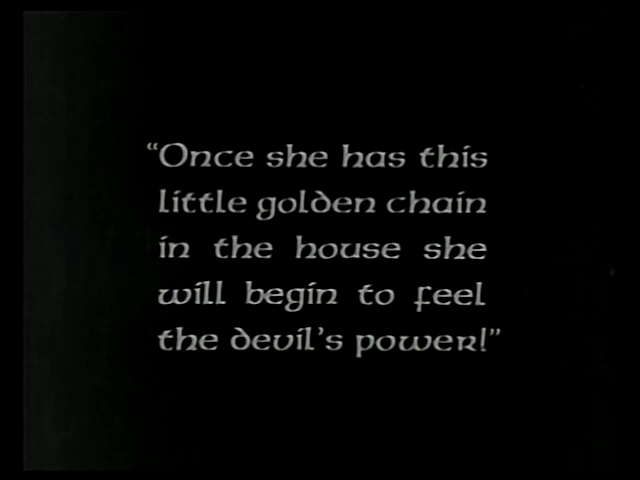 “Once she has this
little golden chain
in the house she
will begin to feel
the devil's power!”